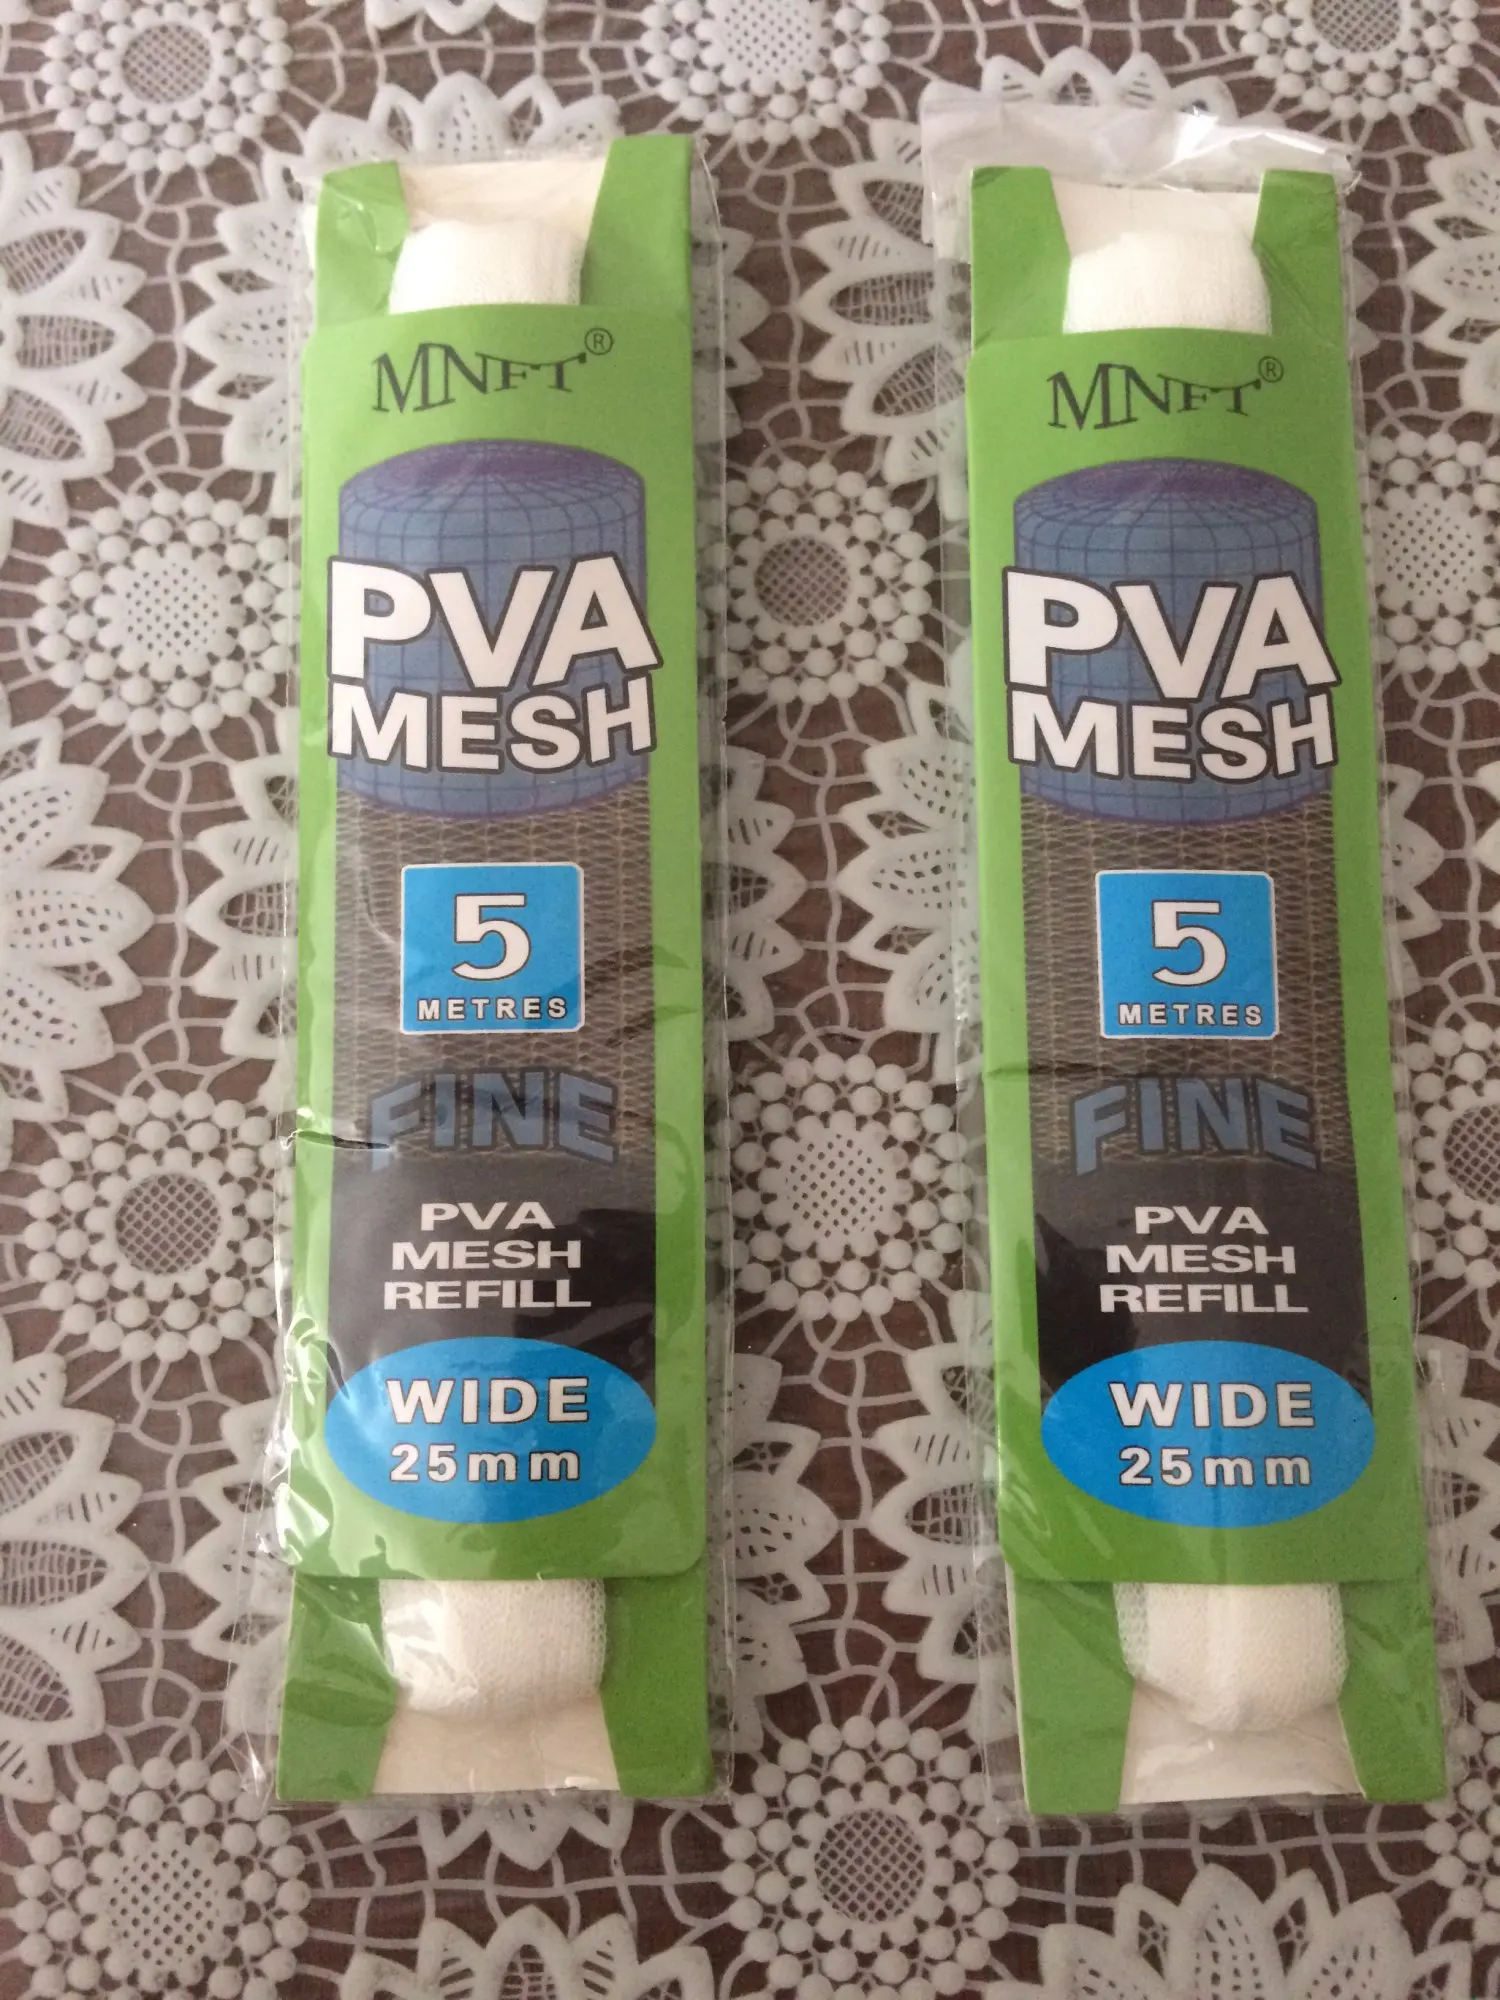 MNFT®
PVA
MESH
5
METRES
FINE
PVA
MESH
REFILL
WIDE
25mm
MNFT®
PVA
MESH
5
METRES
FINE
PVA
MESH
REFILL
WIDE
25mm